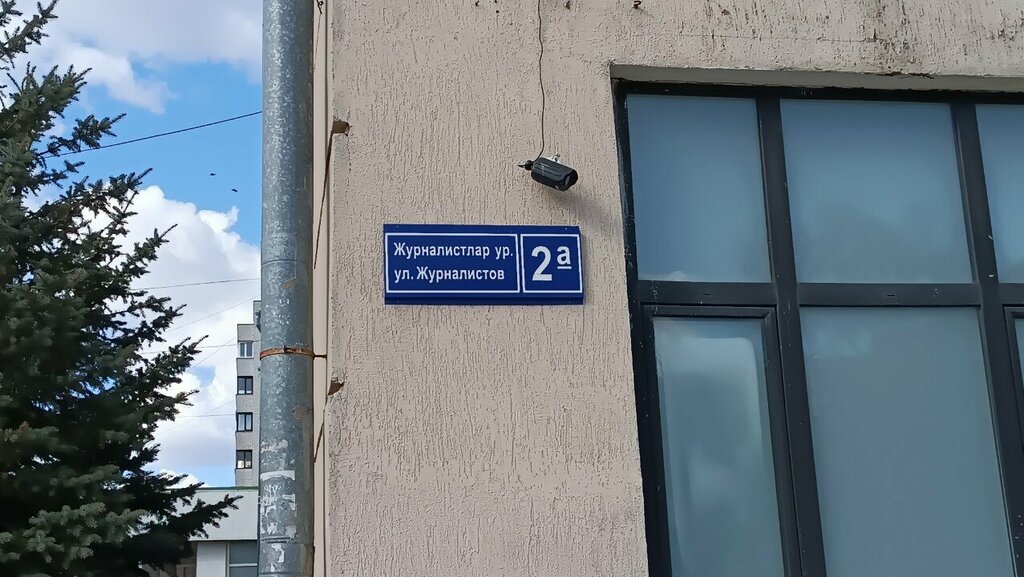 Журналистлар ур.
ул. Журналистов
2а